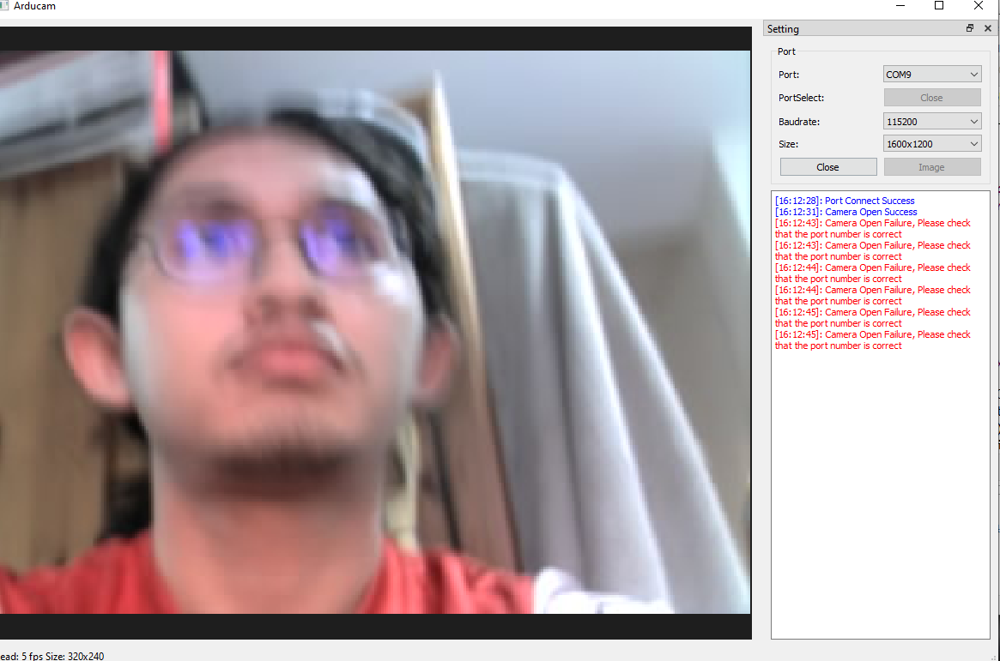 Arducam
Setting
Port
Port:
COM9
PortSelect:
Close
Baudrate:
115200
Size:
1600x1200
Close
Image
[16:12:28]: Port Connect Success
[16:12:31]: Camera Open Success
[16:12:43]: Camera Open Failure, Please check
that the port number is correct
[16:12:43]: Camera Open Failure, Please check
that the port number is correct
[16:12:44]: Camera Open Failure, Please check
that the port number is correct
[16:12:44]: Camera Open Failure, Please check
that the port number is correct
[16:12:45]: Camera Open Failure, Please check
that the port number is correct
[16:12:45]: Camera Open Failure, Please check
that the port number is correct
ead: 5 fps Size: 320x240